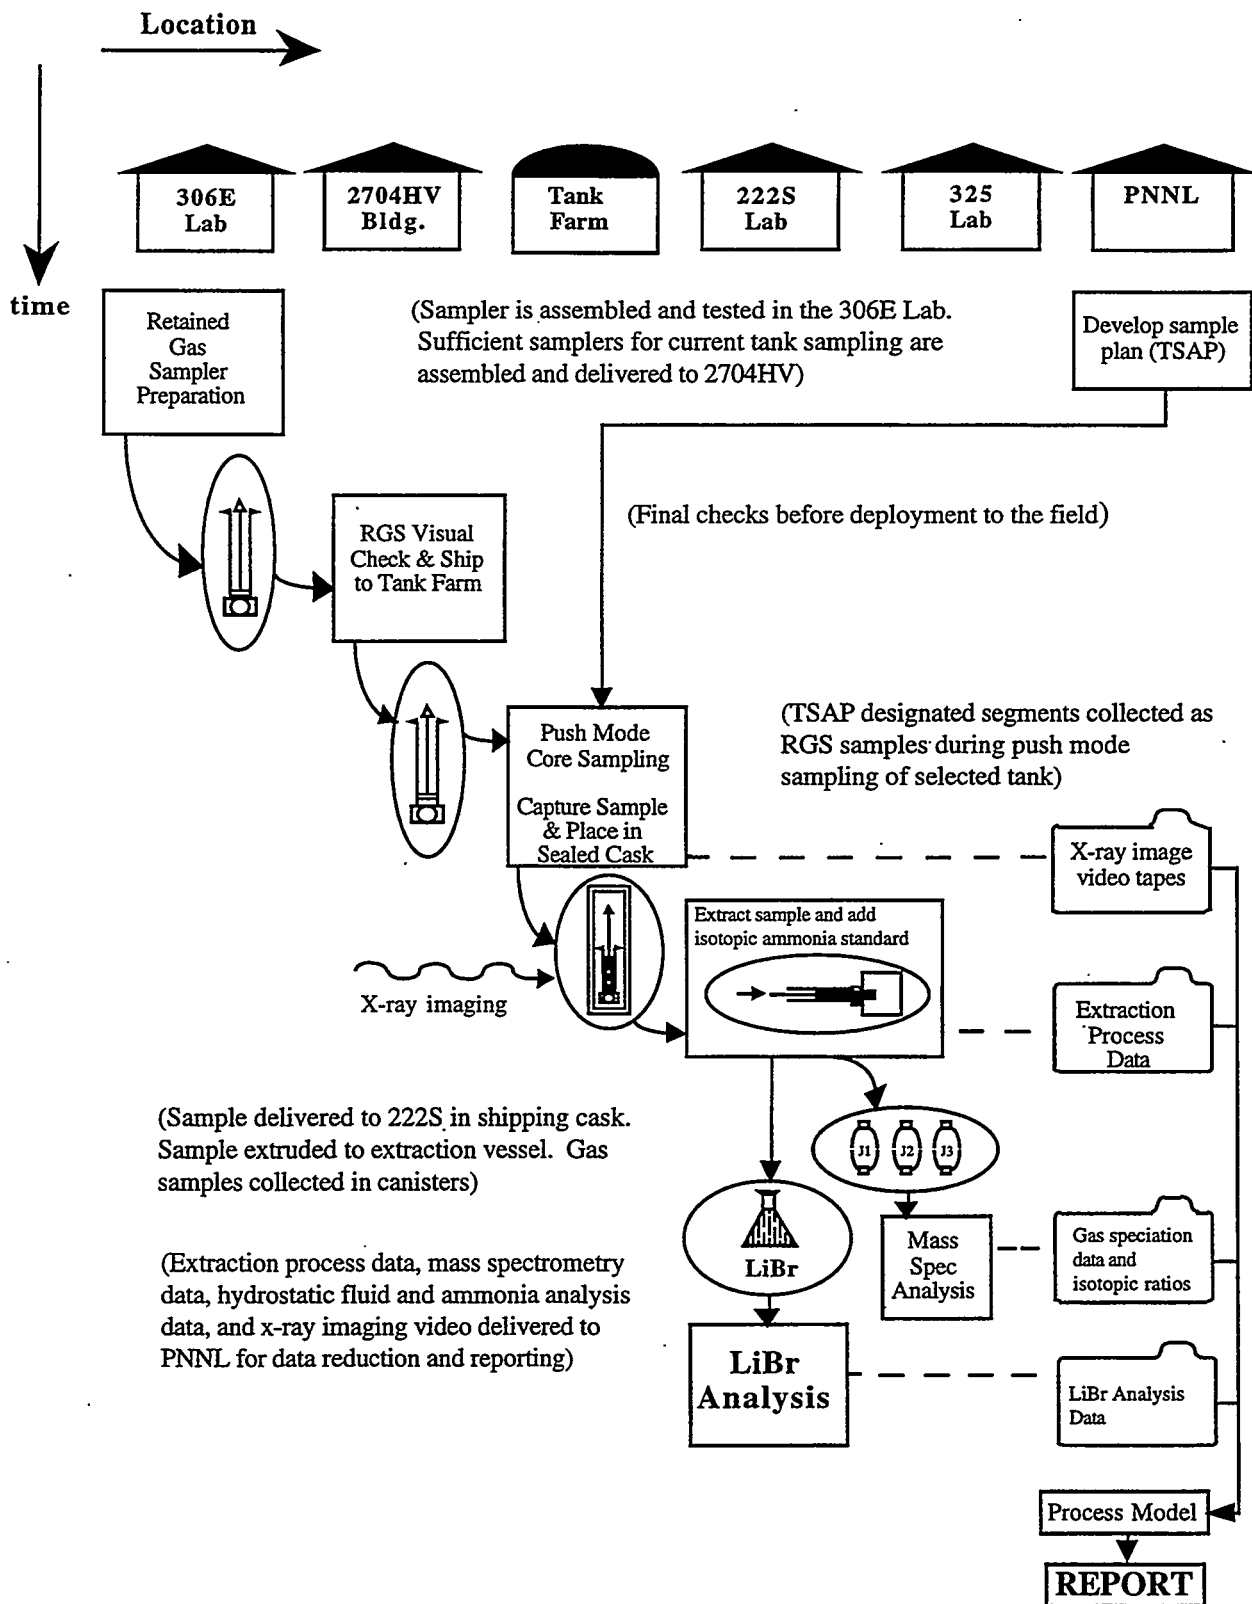 Location
time
306E
Lab
2704HV
Bldg.
Tank
Farm
222S
Lab
325
Lab
PNNL
Retained
Gas
Sampler
Preparation
(Sampler is assembled and tested in the 306E Lab.
Sufficient samplers for current tank sampling are
assembled and delivered to 2704HV)
Develop sample
plan (TSAP)
(Final checks before deployment to the field)
RGS Visual
Check & Ship
to Tank Farm
Push Mode
Core Sampling
Capture Sample
& Place in
Sealed Cask
(TSAP designated segments collected as
RGS samples during push mode
sampling of selected tank)
X-ray image
video tapes
Extract sample and add
isotopic ammonia standard
X-ray imaging
Extraction
Process
Data
(Sample delivered to 222S in shipping cask.
Sample extruded to extraction vessel. Gas
samples collected in canisters)
J1 J2 J3
LiBr
Mass
Spec
Analysis
Gas speciation
data and
isotopic ratios
(Extraction process data, mass spectrometry
data, hydrostatic fluid and ammonia analysis
data, and x-ray imaging video delivered to
PNNL for data reduction and reporting)
LiBr
Analysis
LiBr Analysis
Data
Process Model
REPORT